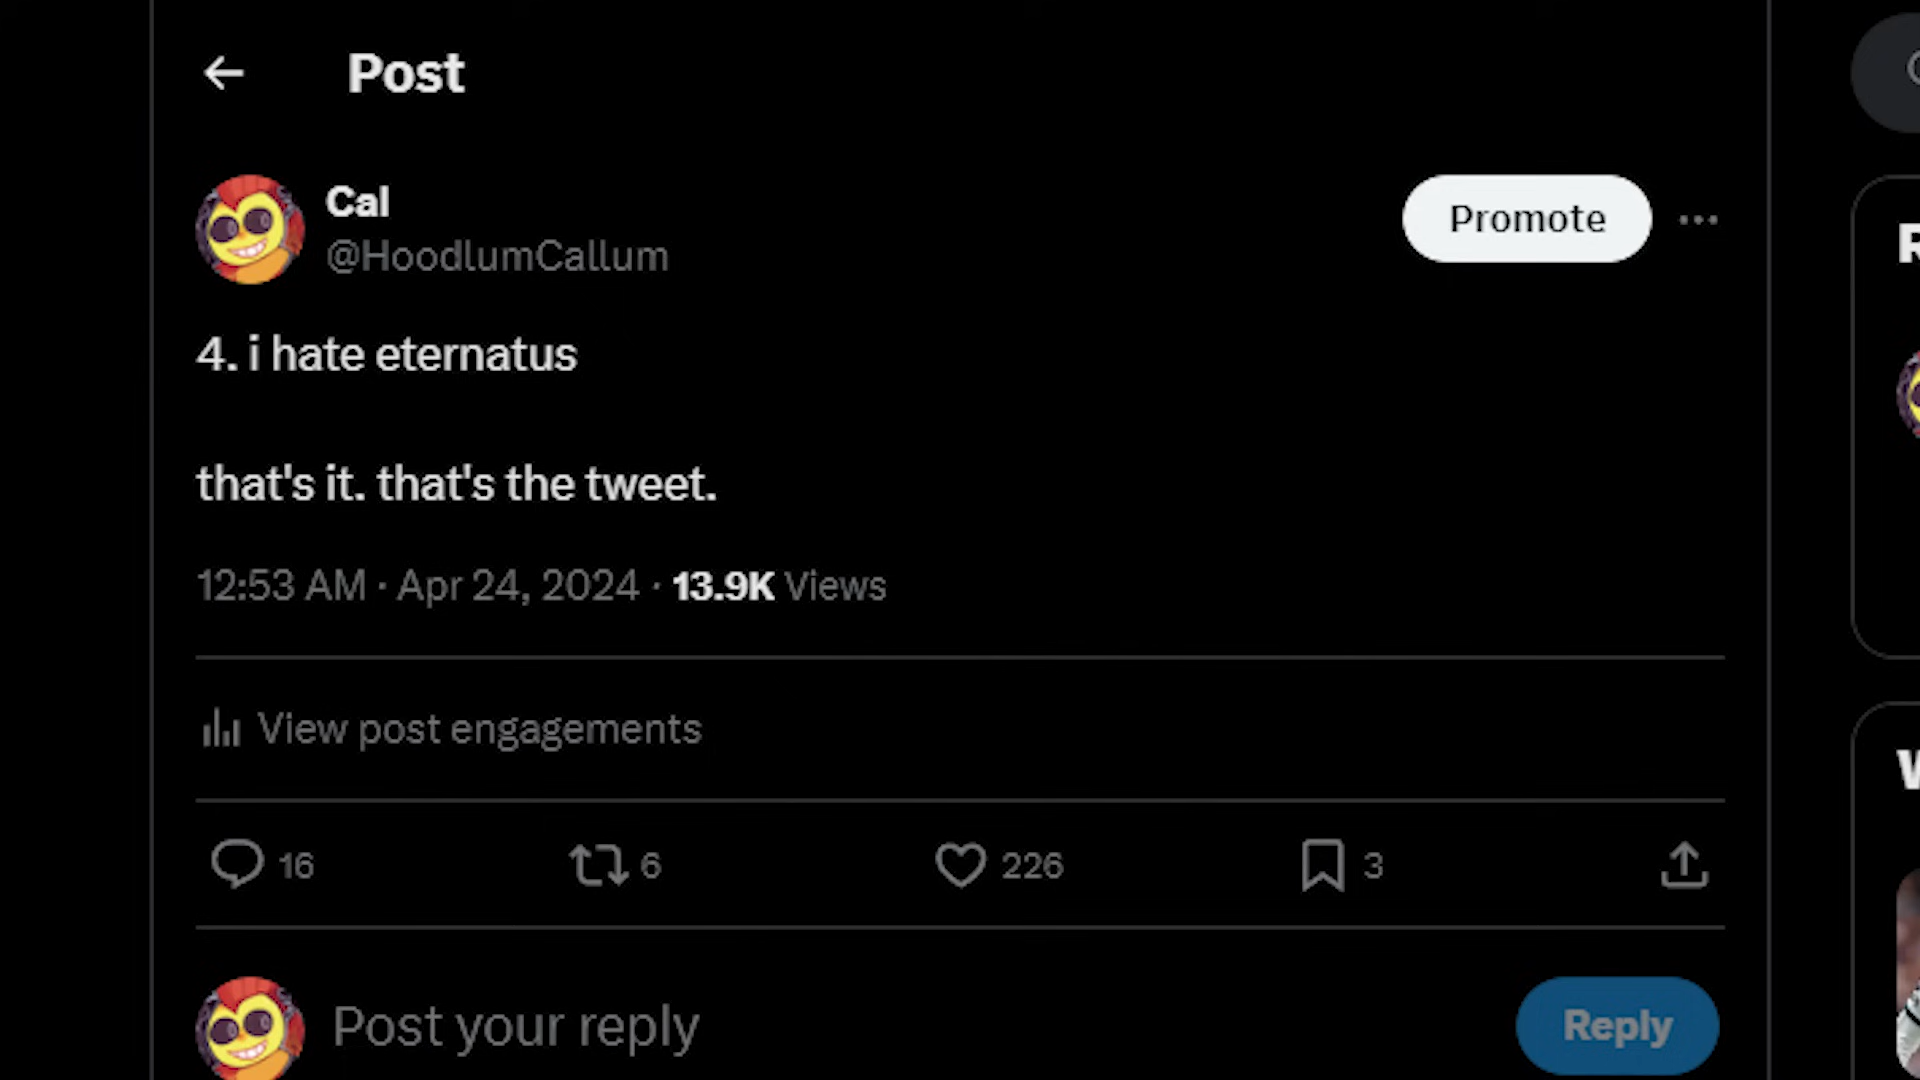 Post
Cal
@HoodlumCallum
Promote
4. i hate eternatus
that's it. that's the tweet.
12:53 AM · Apr 24, 2024 · 13.9K Views
View post engagements
16 6 226 3
Post your reply
Reply